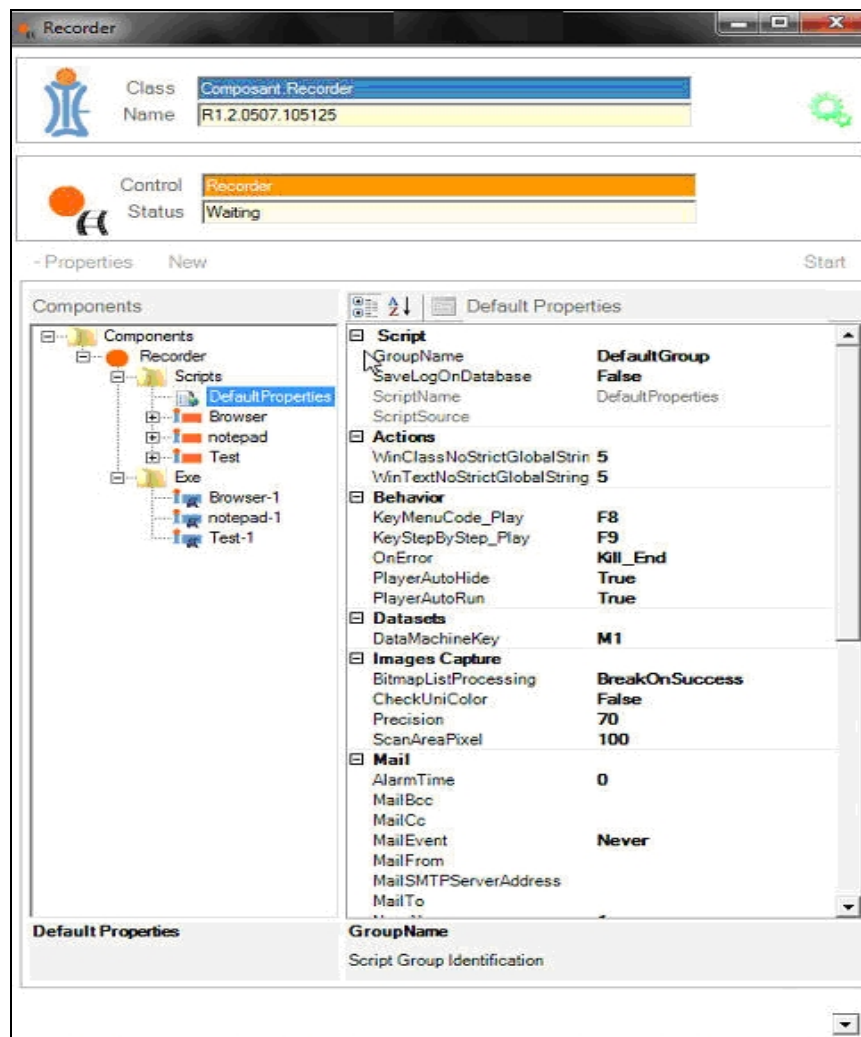 Recorder
Class Composant.Recorder
Name R1.2.0507.105125
Control Recorder
Status Waiting
- Properties New Start
Components
Components
Recorder
Scripts
DefaultProperties
Browser
notepad
Test
Exe
Browser-1
notepad-1
Test-1
Default Properties
Default Properties
Script
GroupName DefaultGroup
SaveLogOnDatabase False
ScriptName DefaultProperties
ScriptSource
Actions
WinClassNoStrictGlobalStrin 5
WinTextNoStrictGlobalString 5
Behavior
KeyMenuCode_Play F8
KeyStepByStep_Play F9
OnError Kill_End
PlayerAutoHide True
PlayerAutoRun True
Datasets
DataMachineKey M1
Images Capture
BitmapListProcessing BreakOnSuccess
CheckUniColor False
Precision 70
ScanAreaPixel 100
Mail
AlarmTime 0
MailBcc
MailCc
MailEvent Never
MailFrom
MailSMTPServerAddress
MailTo
GroupName
Script Group Identification